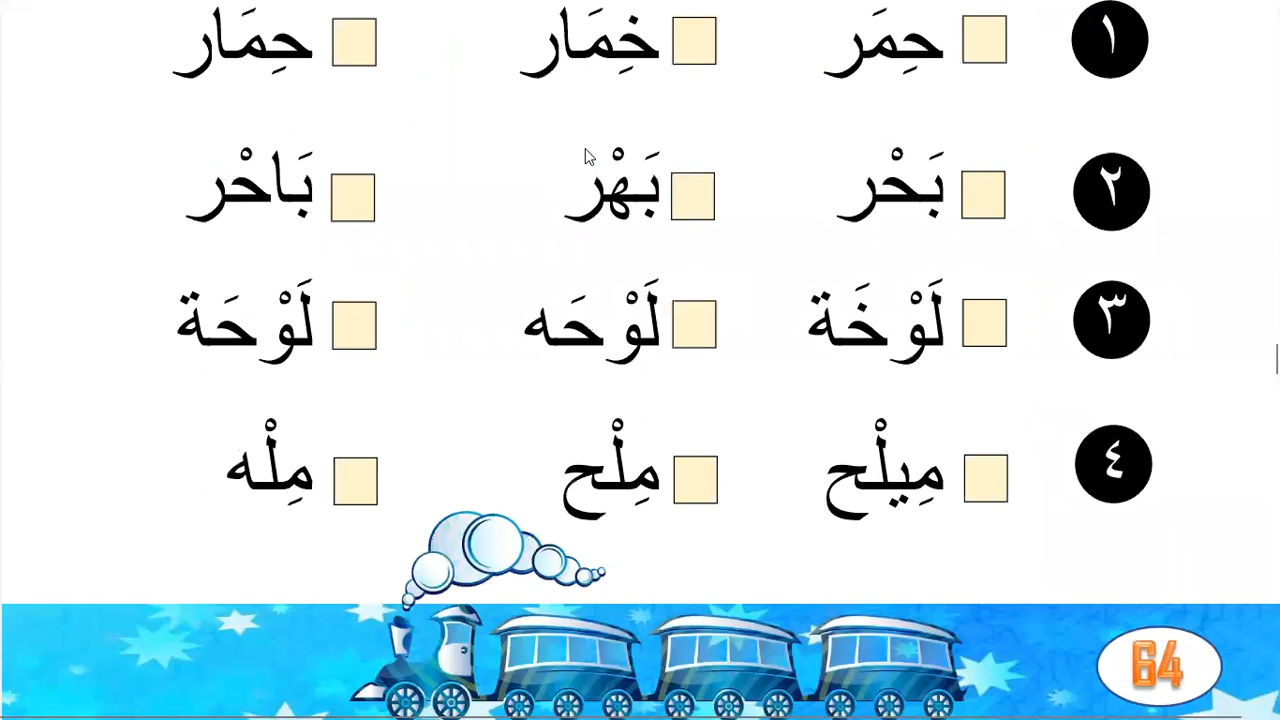 ١ حِمَر خِمَار حِمَار
٢ بَحْر بَهْر بَاحْر
٣ لَوْخَة لَوْحَه لَوْحَة
٤ مِيلْح مِلْح مِلْه
64